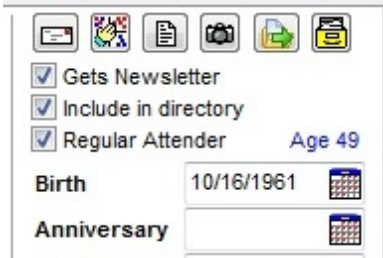 Gets Newsletter
Include in directory
Regular Attender Age 49
Birth 10/16/1961
Anniversary